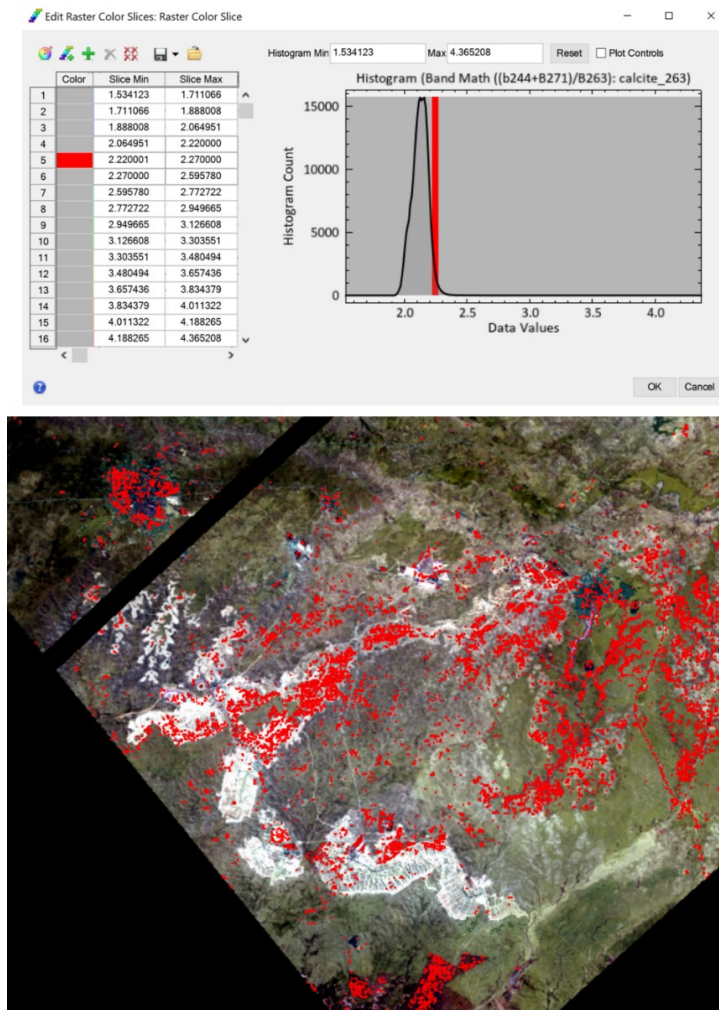 Edit Raster Color Slices: Raster Color Slice
Histogram Min 1.534123 Max 4.365208 Reset Plot Controls
Color Slice Min Slice Max
1 1.534123 1.711066
2 1.711066 1.888008
3 1.888008 2.064951
4 2.064951 2.220000
5 2.220001 2.270000
6 2.270000 2.595780
7 2.595780 2.772722
8 2.772722 2.949665
9 2.949665 3.126608
10 3.126608 3.303551
11 3.303551 3.480494
12 3.480494 3.657436
13 3.657436 3.834379
14 3.834379 4.011322
15 4.011322 4.188265
16 4.188265 4.365208
Histogram (Band Math ((b244+B271)/B263): calcite_263)
Histogram Count
15000
10000
5000
0
2.0 2.5 3.0 3.5 4.0
Data Values
OK Cancel